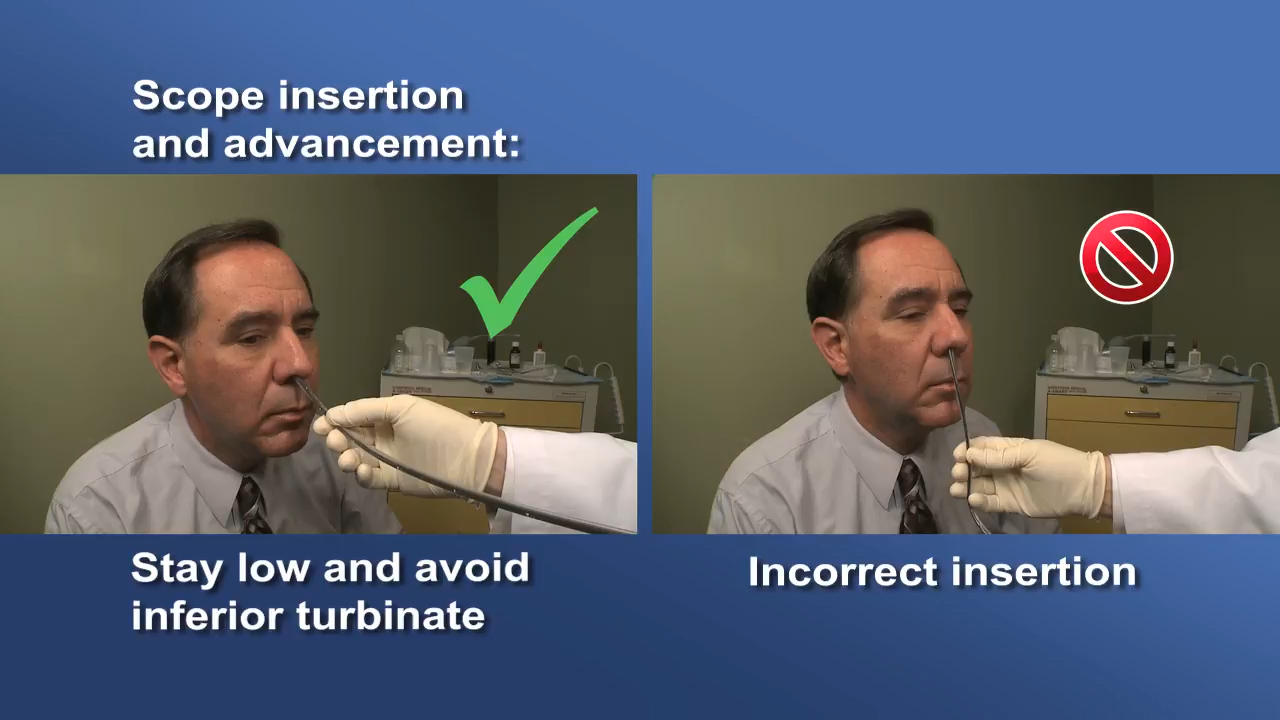 Scope insertion
and advancement:
Stay low and avoid
inferior turbinate
Incorrect insertion